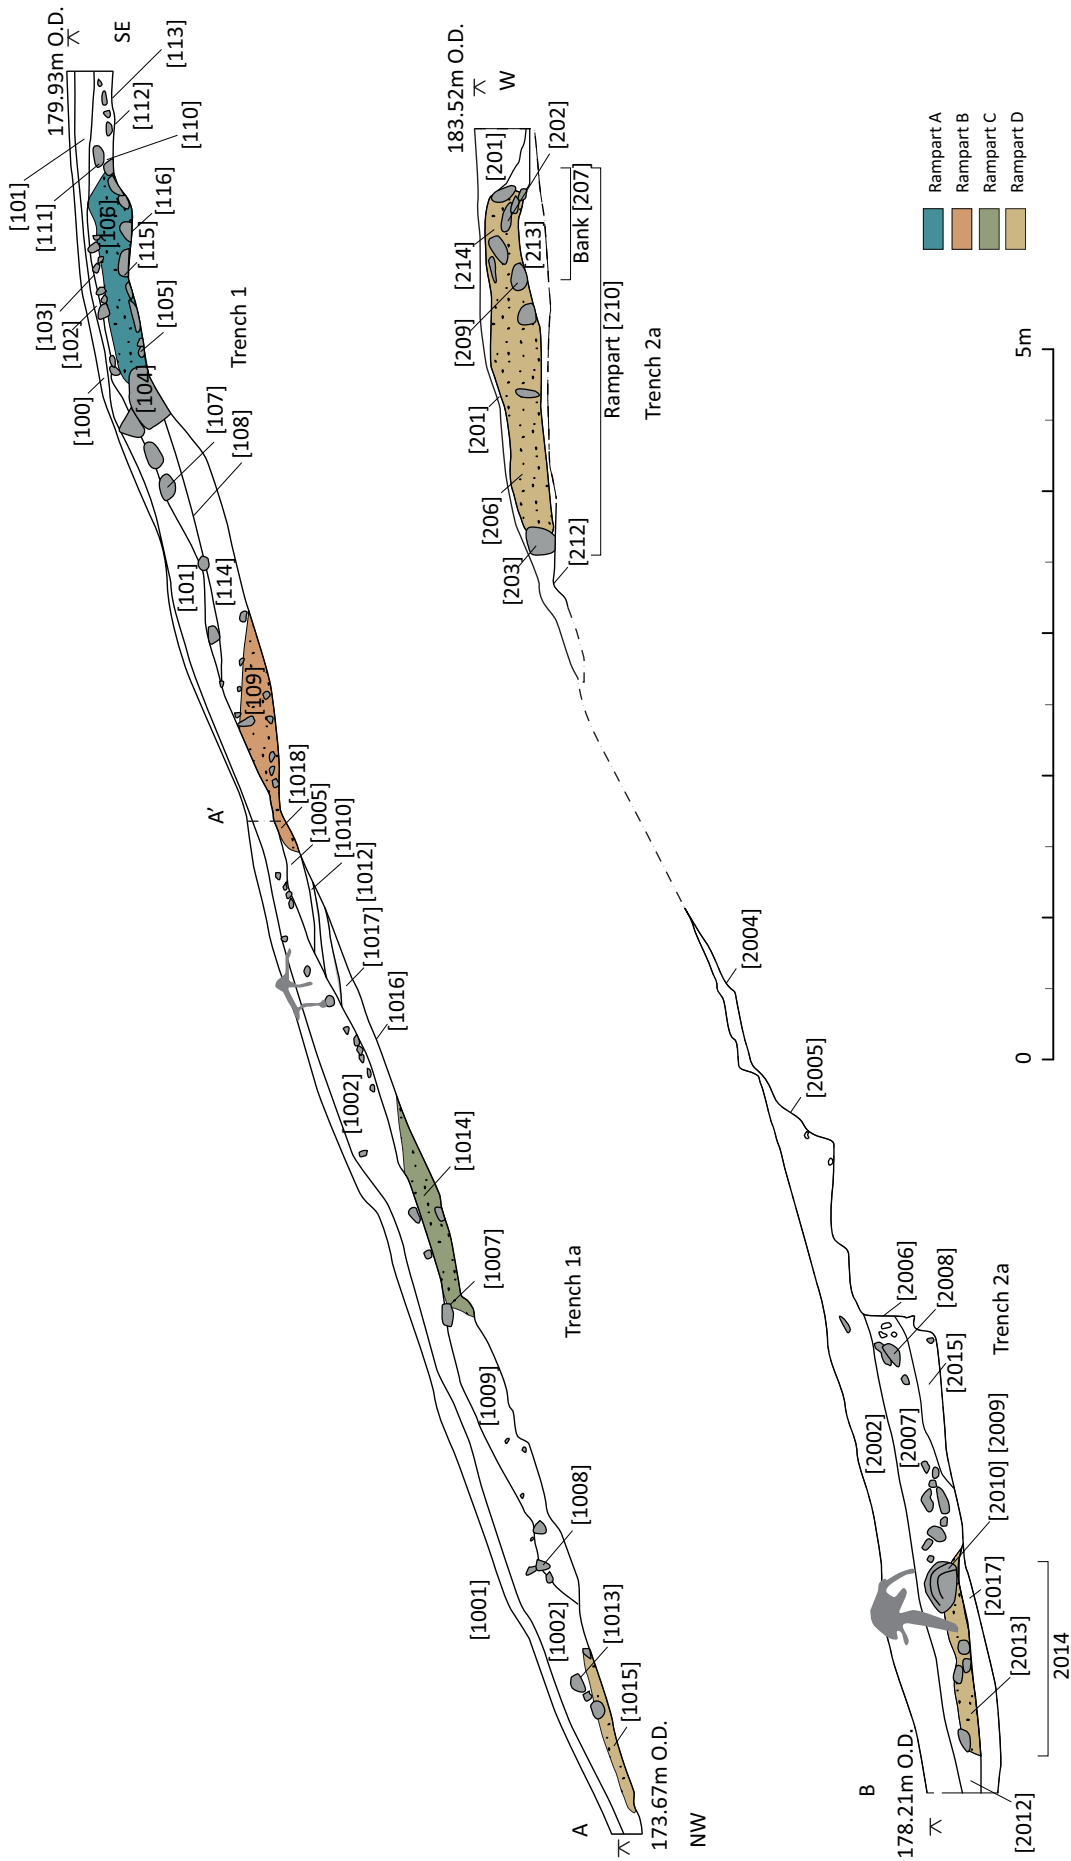 179.93m O.D.
SE
[101]
[111]
[106]
[113]
[112]
[110]
[116]
[115]
[103]
[102]
[105]
[100]
[104]
Trench 1
[107]
[108]
[101]
[114]
[109]
A'
[1018]
[1005]
[1010]
[1012]
[1017]
[1016]
[1002]
[1014]
[1007]
Trench 1a
[1009]
[1008]
[1001]
[1002]
[1013]
[1015]
A
173.67m O.D.
NW
183.52m O.D.
W
[202]
[201]
Bank [207]
[214]
[213]
[209]
Rampart [210]
Trench 2a
[201]
[206]
[203]
[212]
[2004]
[2005]
[2006]
[2008]
Trench 2a
[2015]
[2002]
[2007]
[2010] [2009]
[2017]
[2013]
2014
B
178.21m O.D.
[2012]
Rampart A
Rampart B
Rampart C
Rampart D
0
5m